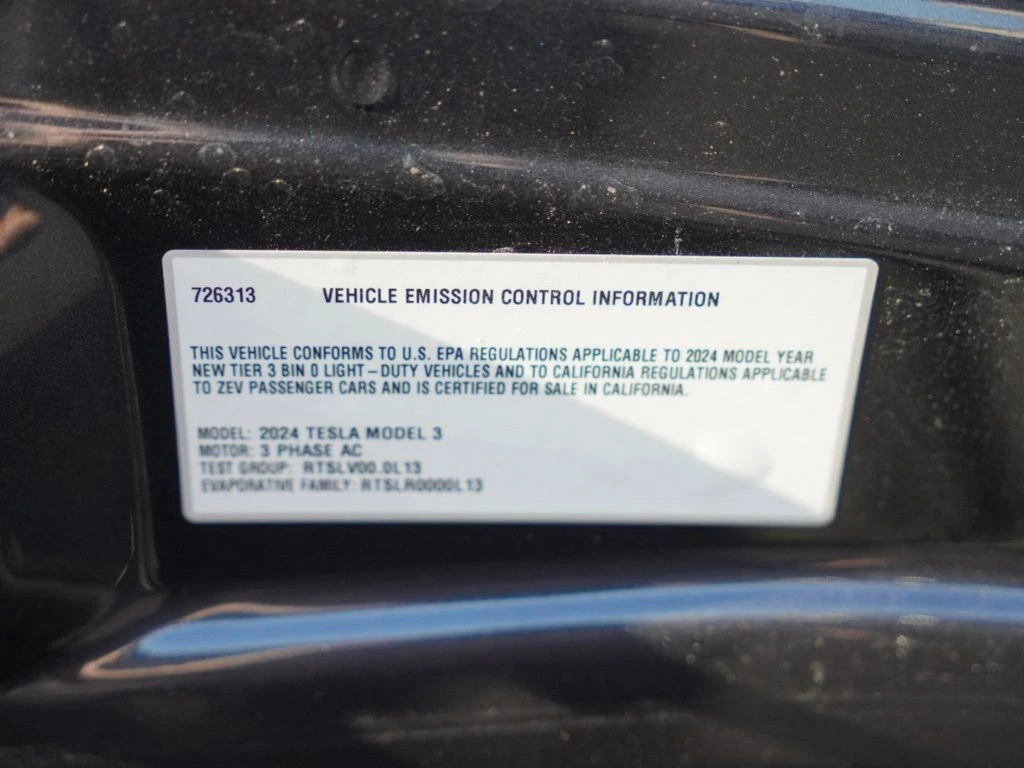 726313 VEHICLE EMISSION CONTROL INFORMATION
THIS VEHICLE CONFORMS TO U.S. EPA REGULATIONS APPLICABLE TO 2024 MODEL YEAR
NEW TIER 3 BIN 0 LIGHT–DUTY VEHICLES AND TO CALIFORNIA REGULATIONS APPLICABLE
TO ZEV PASSENGER CARS AND IS CERTIFIED FOR SALE IN CALIFORNIA.
MODEL: 2024 TESLA MODEL 3
MOTOR: 3 PHASE AC
TEST GROUP: RTSLV00.0L13
EVAPORATIVE FAMILY: RTSLR0000L13